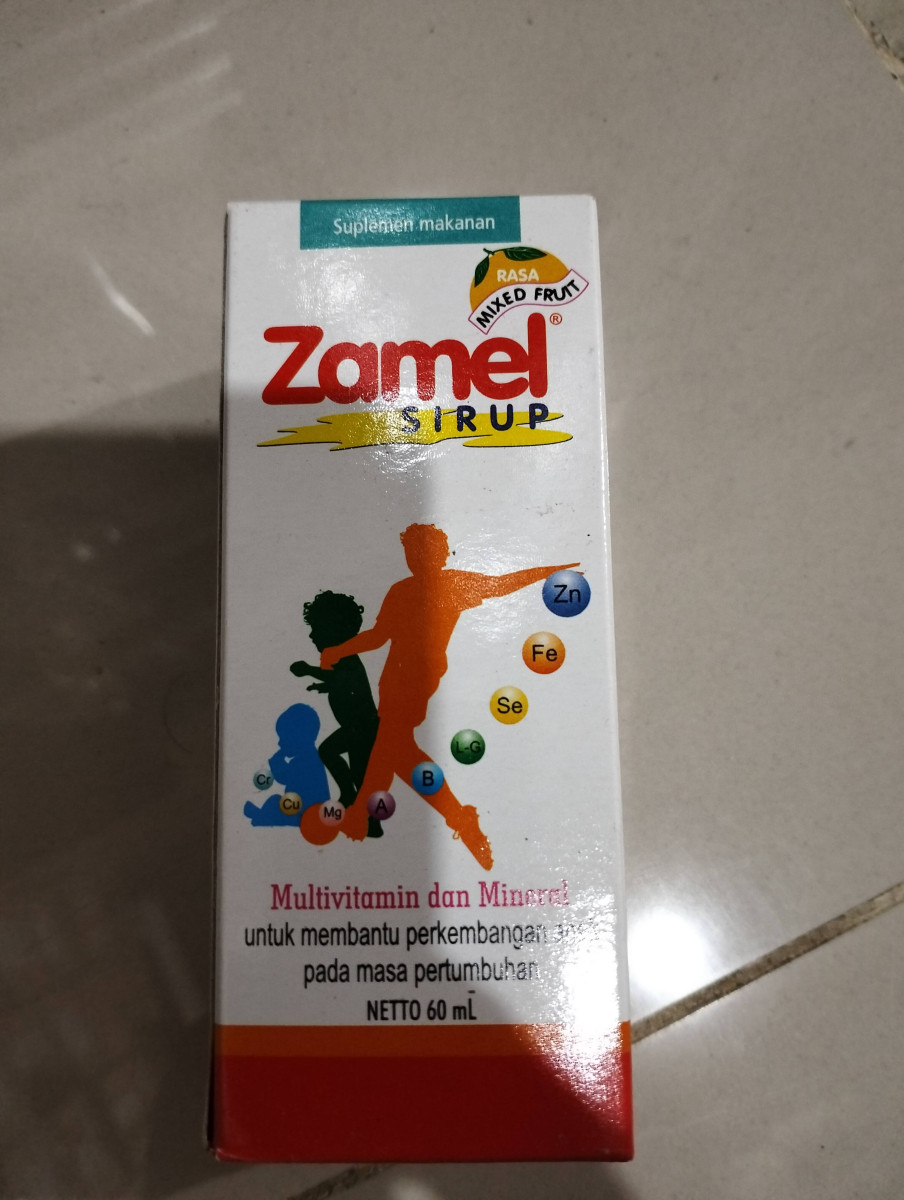 Suplemen makanan
RASA
MIXED FRUIT
Zamel®
SIRUP
Zn
Fe
Se
L-G
B
A
Mg
Cu
Cr
Multivitamin dan Mineral
untuk membantu perkembangan anak
pada masa pertumbuhan
NETTO 60 mL